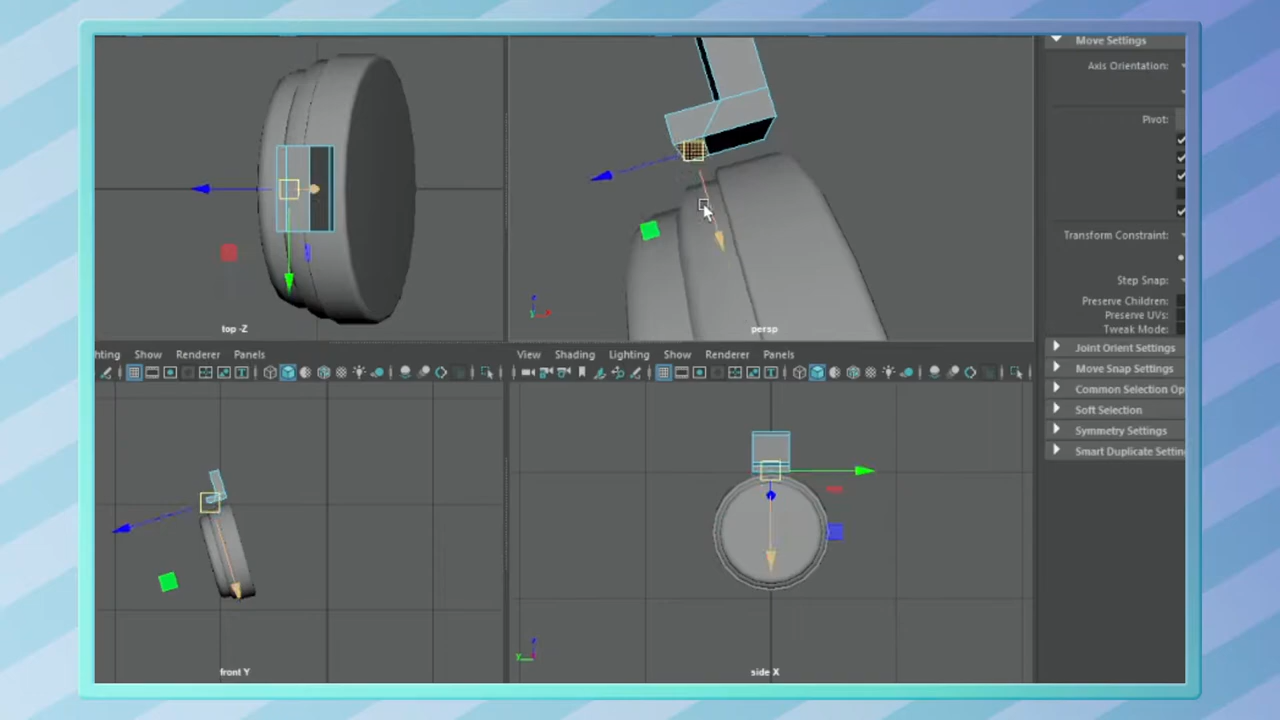 Move Settings
Axis Orientation:
Pivot:
Transform Constraint:
Step Snap:
Preserve Children:
Preserve UVs:
Tweak Mode:
Joint Orient Settings
Move Snap Settings
Common Selection Op
Soft Selection
Symmetry Settings
Smart Duplicate Settin
top -Z
persp
hting Show Renderer Panels
View Shading Lighting Show Renderer Panels
front Y
side X